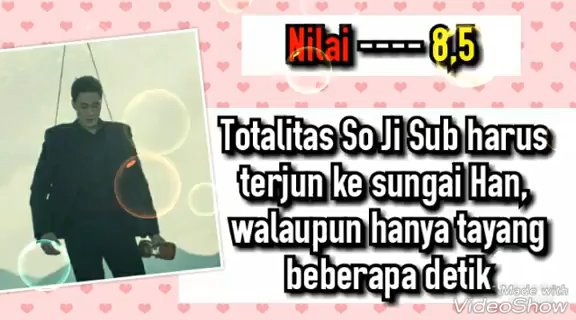 Nilai ---- 8,5
Totalitas So Ji Sub harus
terjun ke sungai Han,
walaupun hanya tayang
beberapa detik
Made with
VideoShow